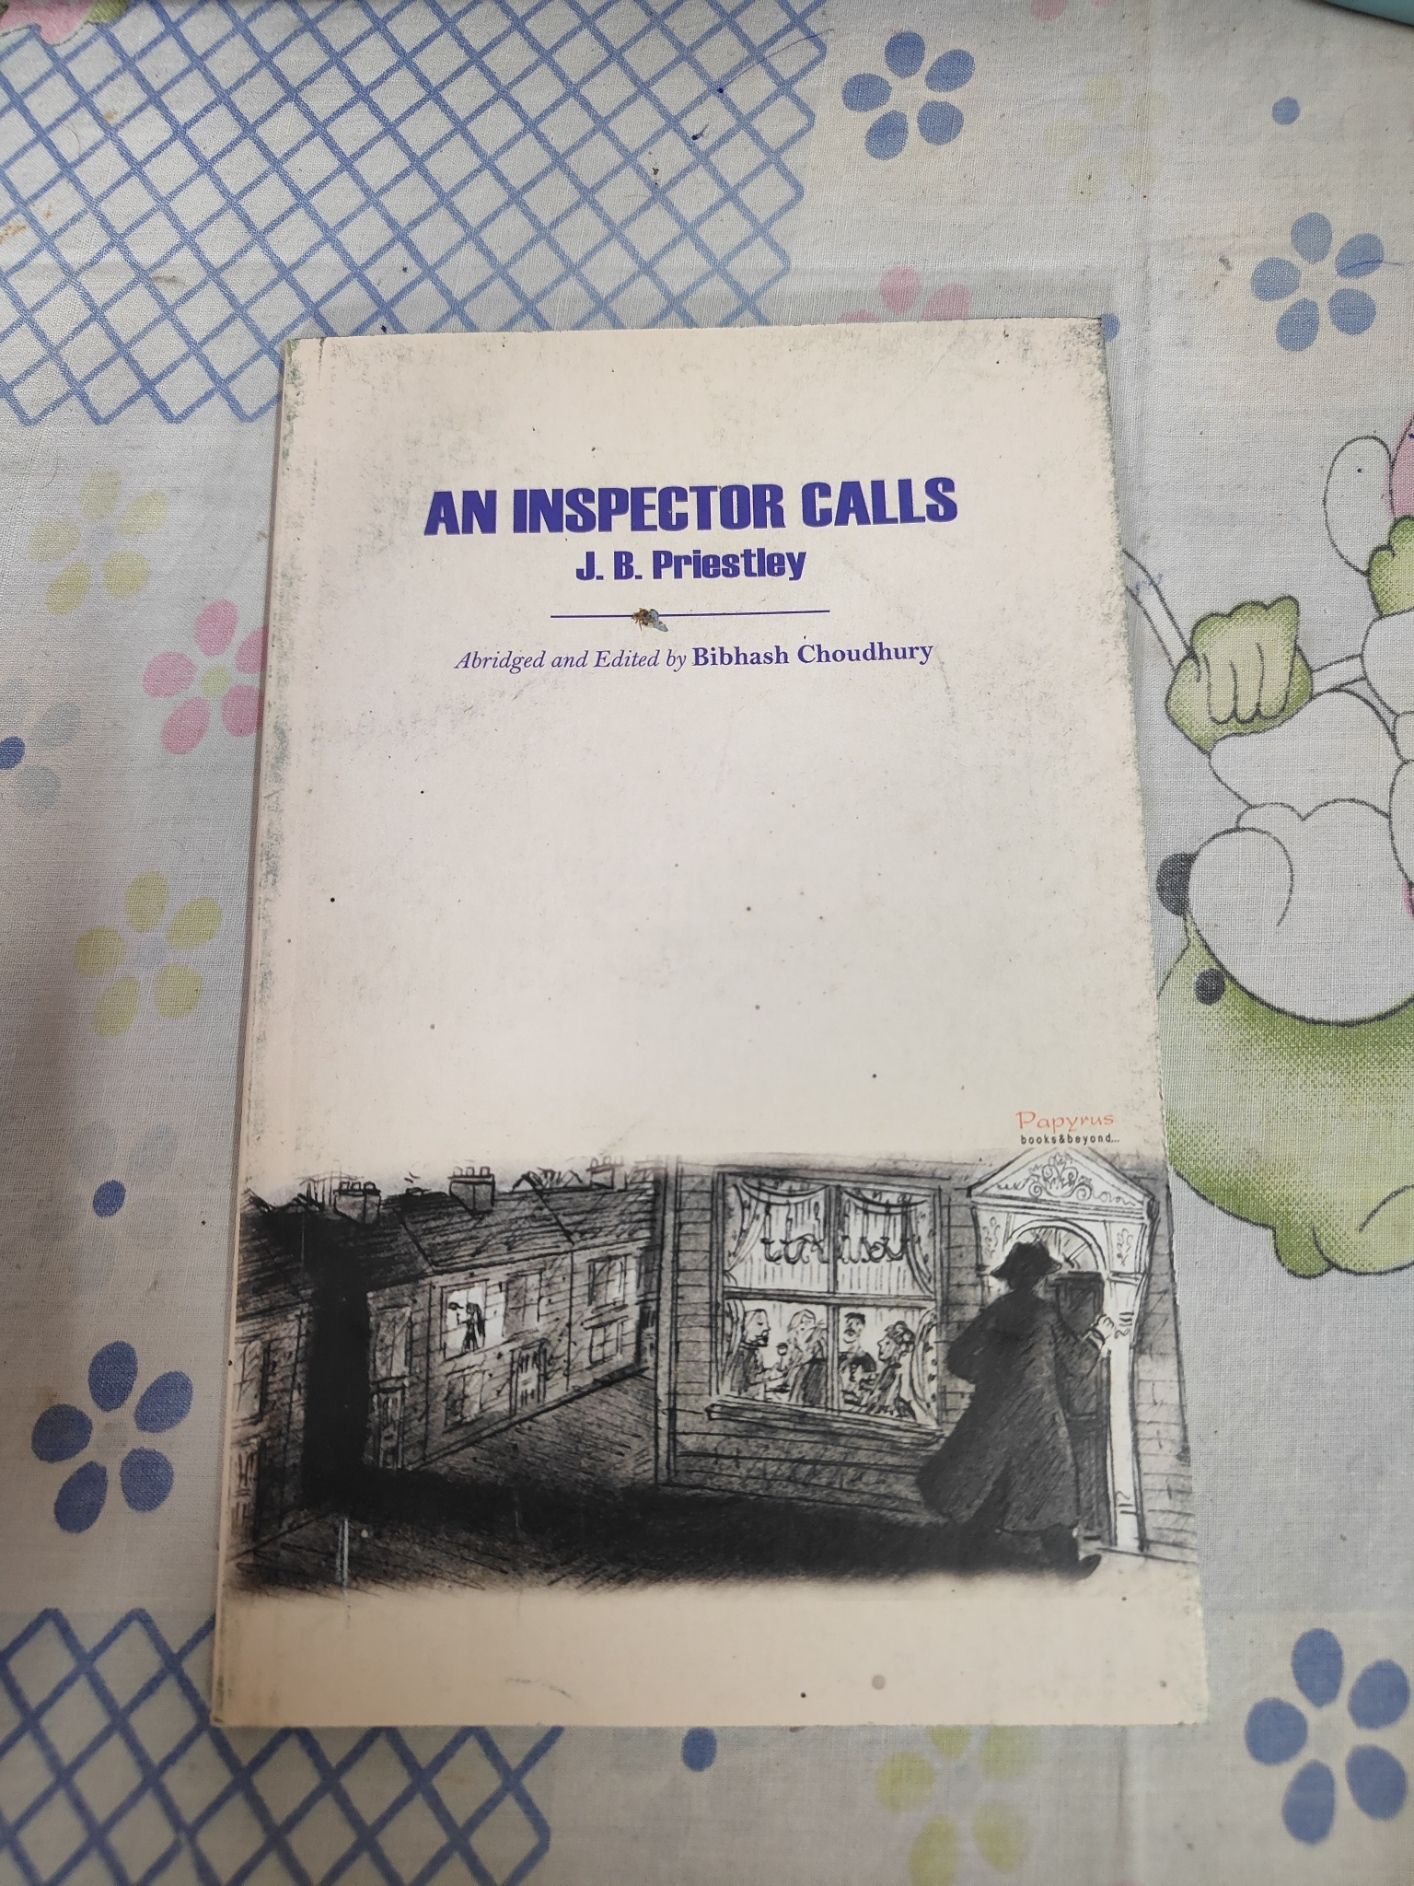 AN INSPECTOR CALLS
J. B. Priestley
Abridged and Edited by Bibhash Choudhury
Papyrus
books&beyond...